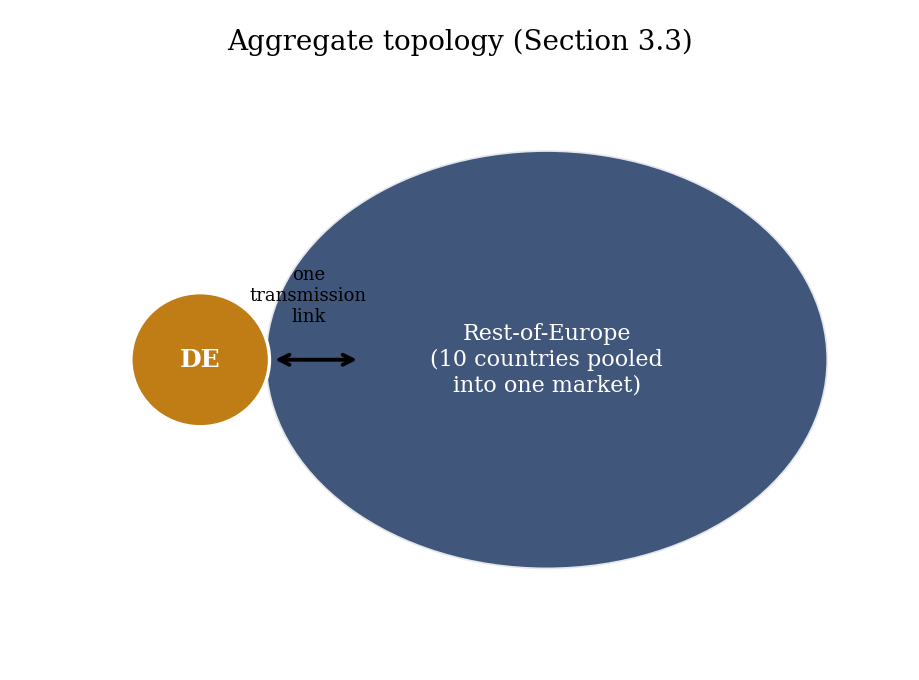 Aggregate topology (Section 3.3)
one
transmission
link
DE
Rest-of-Europe
(10 countries pooled
into one market)